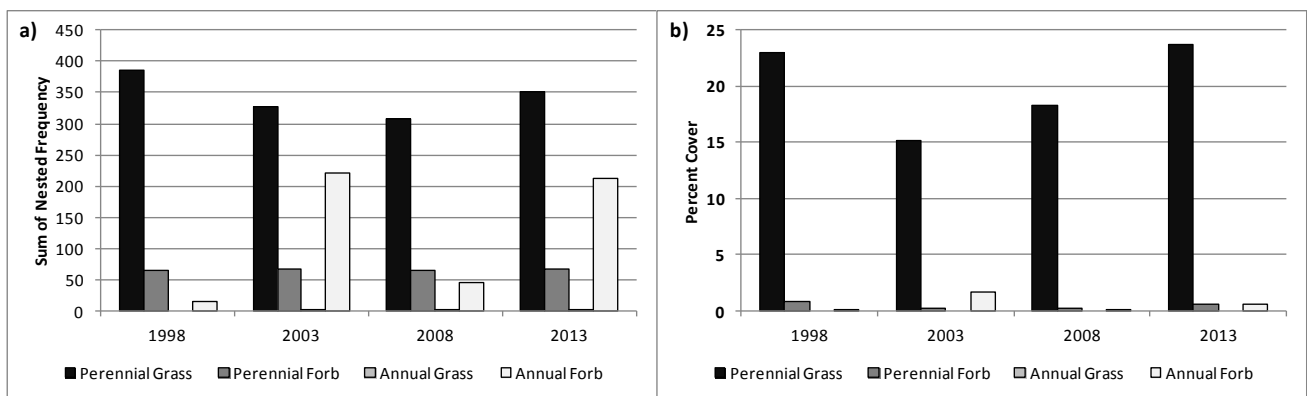 a)
Sum of Nested Frequency
450
400
350
300
250
200
150
100
50
0
1998 2003 2008 2013
Perennial Grass Perennial Forb Annual Grass Annual Forb
b)
Percent Cover
25
20
15
10
5
0
1998 2003 2008 2013
Perennial Grass Perennial Forb Annual Grass Annual Forb